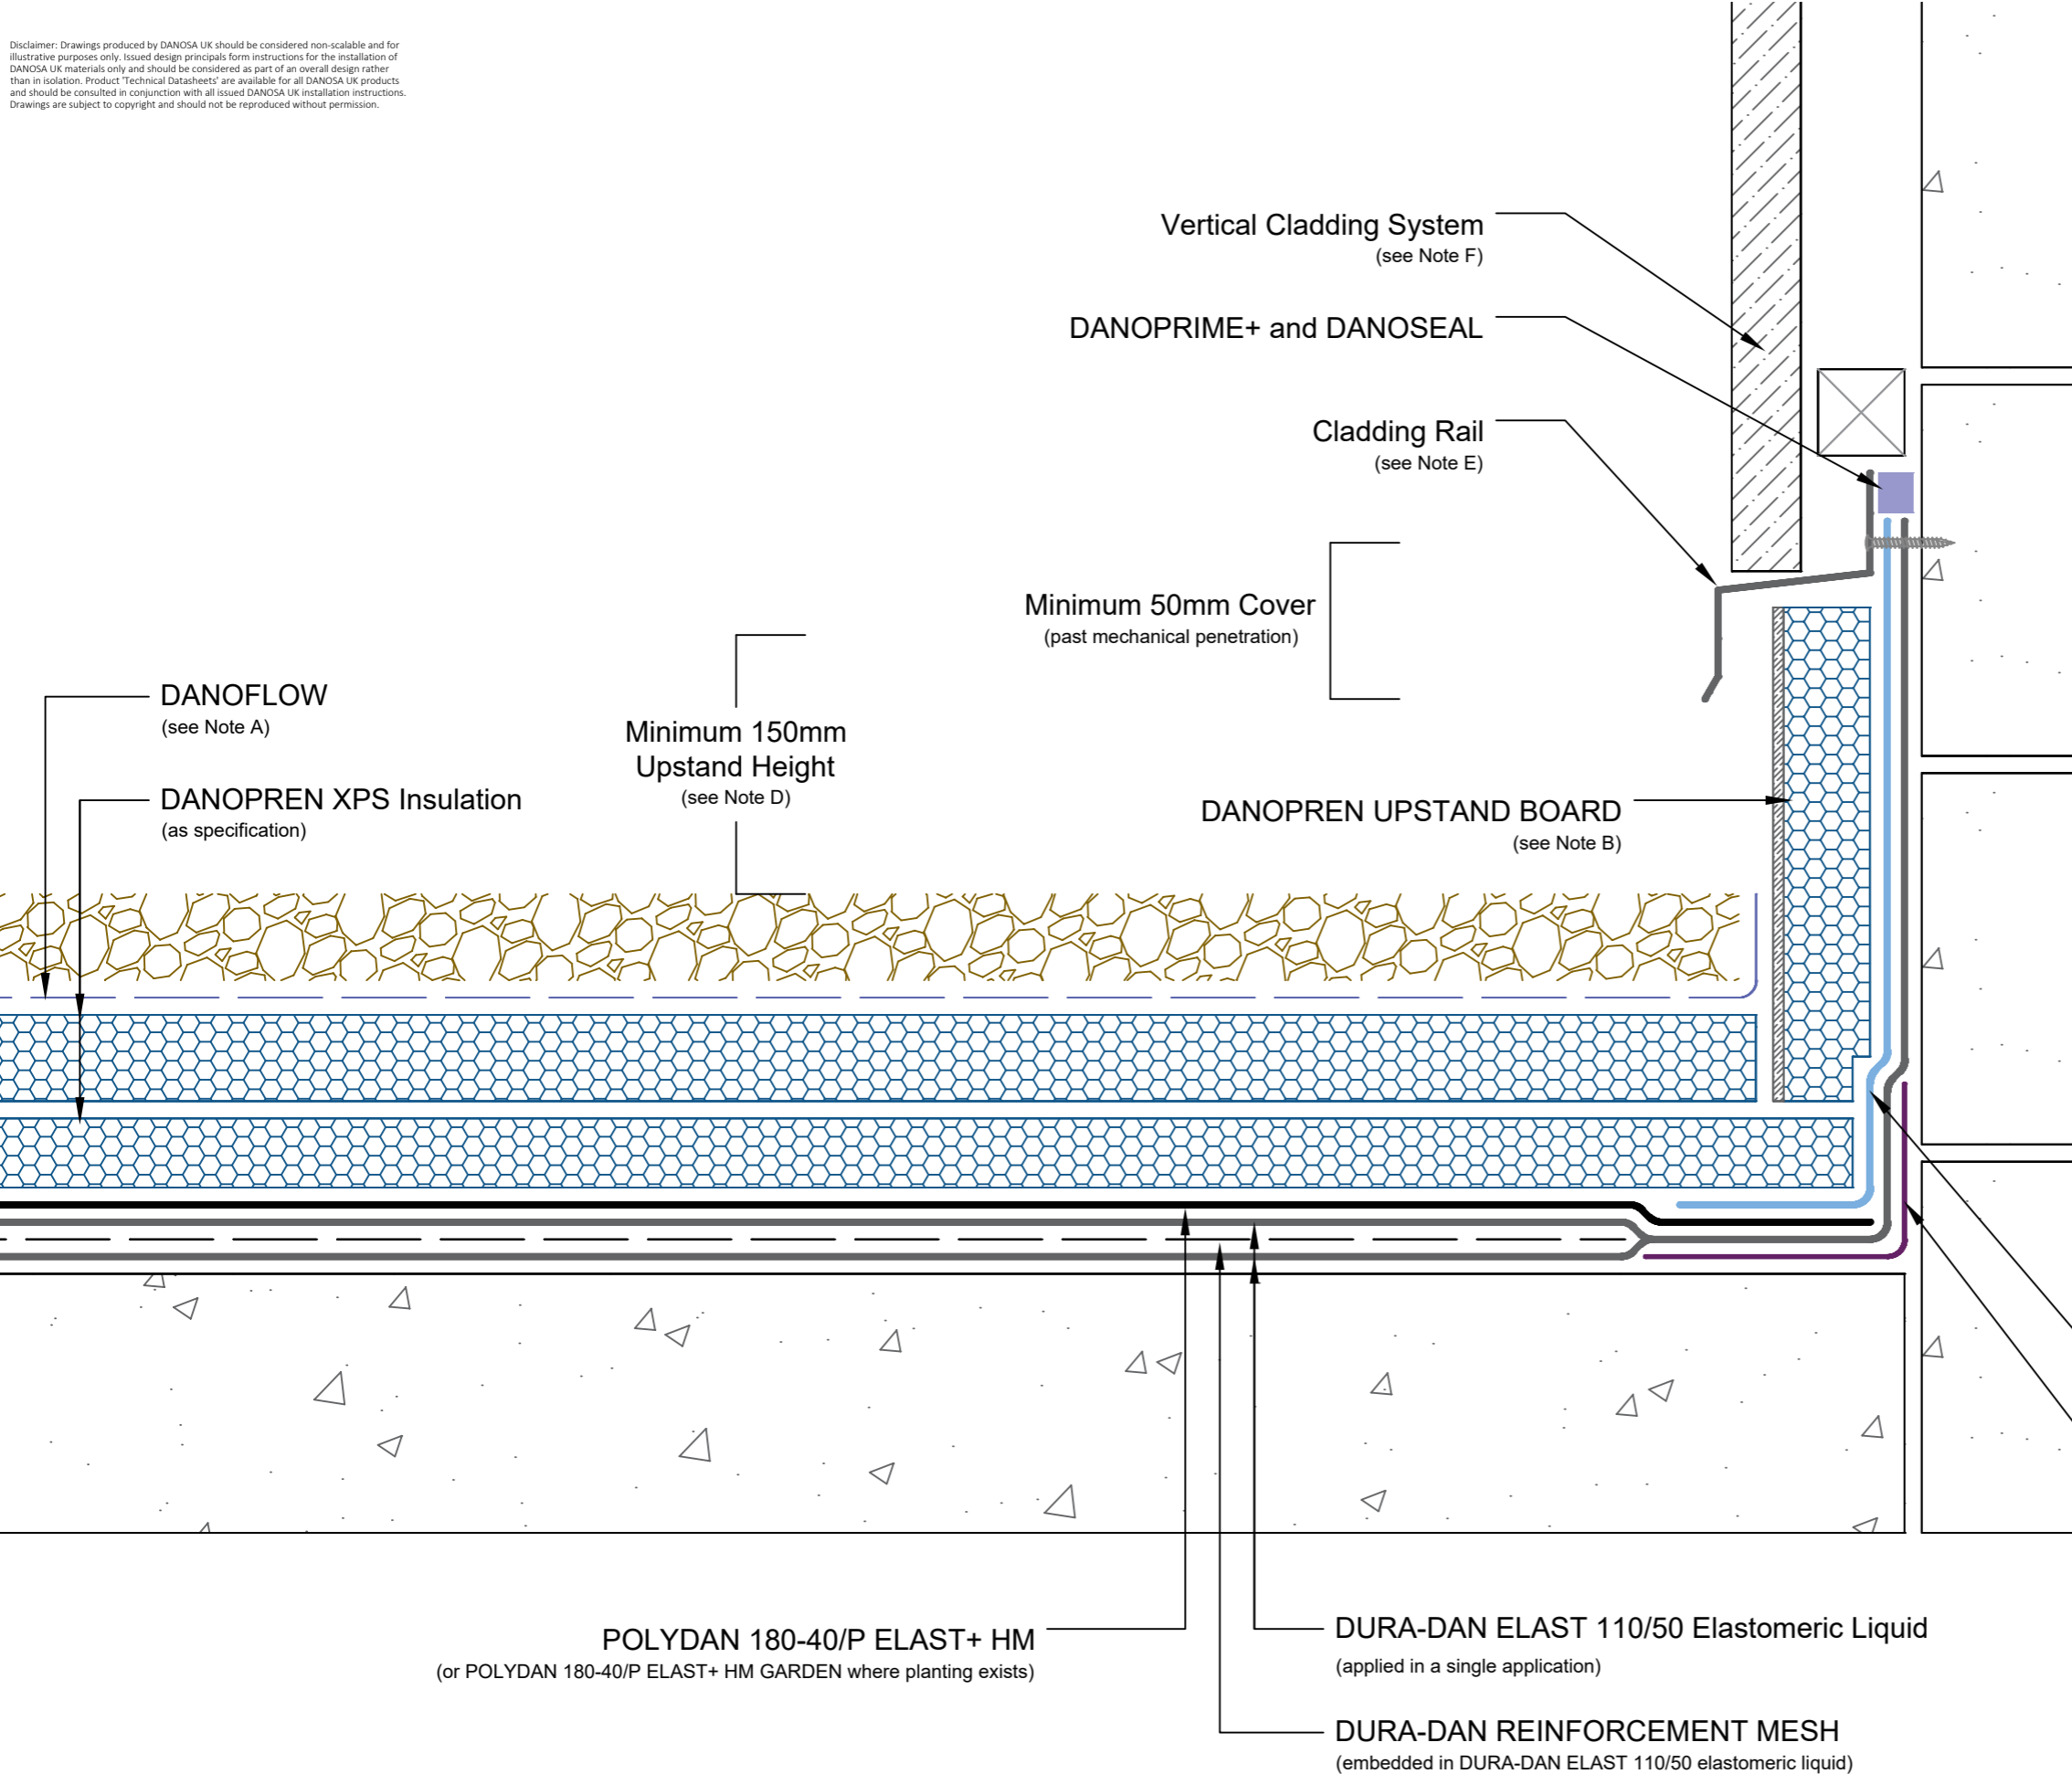 Disclaimer: Drawings produced by DANOSA UK should be considered non-scalable and for
illustrative purposes only. Issued design principals form instructions for the installation of
DANOSA UK materials only and should be considered as part of an overall design rather
than in isolation. Product 'Technical Datasheets' are available for all DANOSA UK products
and should be consulted in conjunction with all issued DANOSA UK installation instructions.
Drawings are subject to copyright and should not be reproduced without permission.
Vertical Cladding System
(see Note F)
DANOPRIME+ and DANOSEAL
Cladding Rail
(see Note E)
Minimum 50mm Cover
(past mechanical penetration)
DANOFLOW
(see Note A)
Minimum 150mm
Upstand Height
(see Note D)
DANOPREN XPS Insulation
(as specification)
DANOPREN UPSTAND BOARD
(see Note B)
POLYDAN 180-40/P ELAST+ HM
(or POLYDAN 180-40/P ELAST+ HM GARDEN where planting exists)
DURA-DAN ELAST 110/50 Elastomeric Liquid
(applied in a single application)
DURA-DAN REINFORCEMENT MESH
(embedded in DURA-DAN ELAST 110/50 elastomeric liquid)